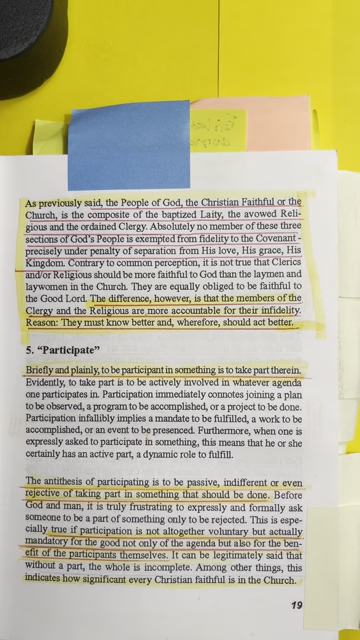 As previously said, the People of God, the Christian Faithful or the
Church, is the composite of the baptized Laity, the avowed Reli-
gious and the ordained Clergy. Absolutely no member of these three
sections of God's People is exempted from fidelity to the Covenant -
precisely under penalty of separation from His love, His grace, His
Kingdom. Contrary to common perception, it is not true that Clerics
and/or Religious should be more faithful to God than the laymen and
laywomen in the Church. They are equally obliged to be faithful to
the Good Lord. The difference, however, is that the members of the
Clergy and the Religious are more accountable for their infidelity.
Reason: They must know better and, wherefore, should act better.
5. "Participate"
Briefly and plainly, to be participant in something is to take part therein.
Evidently, to take part is to be actively involved in whatever agenda
one participates in. Participation immediately connotes joining a plan
to be observed, a program to be accomplished, or a project to be done.
Participation infallibly implies a mandate to be fulfilled, a work to be
accomplished, or an event to be presenced. Furthermore, when one is
expressly asked to participate in something, this means that he or she
certainly has an active part, a dynamic role to fulfill.
The antithesis of participating is to be passive, indifferent or even
rejective of taking part in something that should be done. Before
God and man, it is truly frustrating to expressly and formally ask
someone to be a part of something only to be rejected. This is espe-
cially true if participation is not altogether voluntary but actually
mandatory for the good not only of the agenda but also for the ben-
efit of the participants themselves. It can be legitimately said that
without a part, the whole is incomplete. Among other things, this
indicates how significant every Christian faithful is in the Church.
19